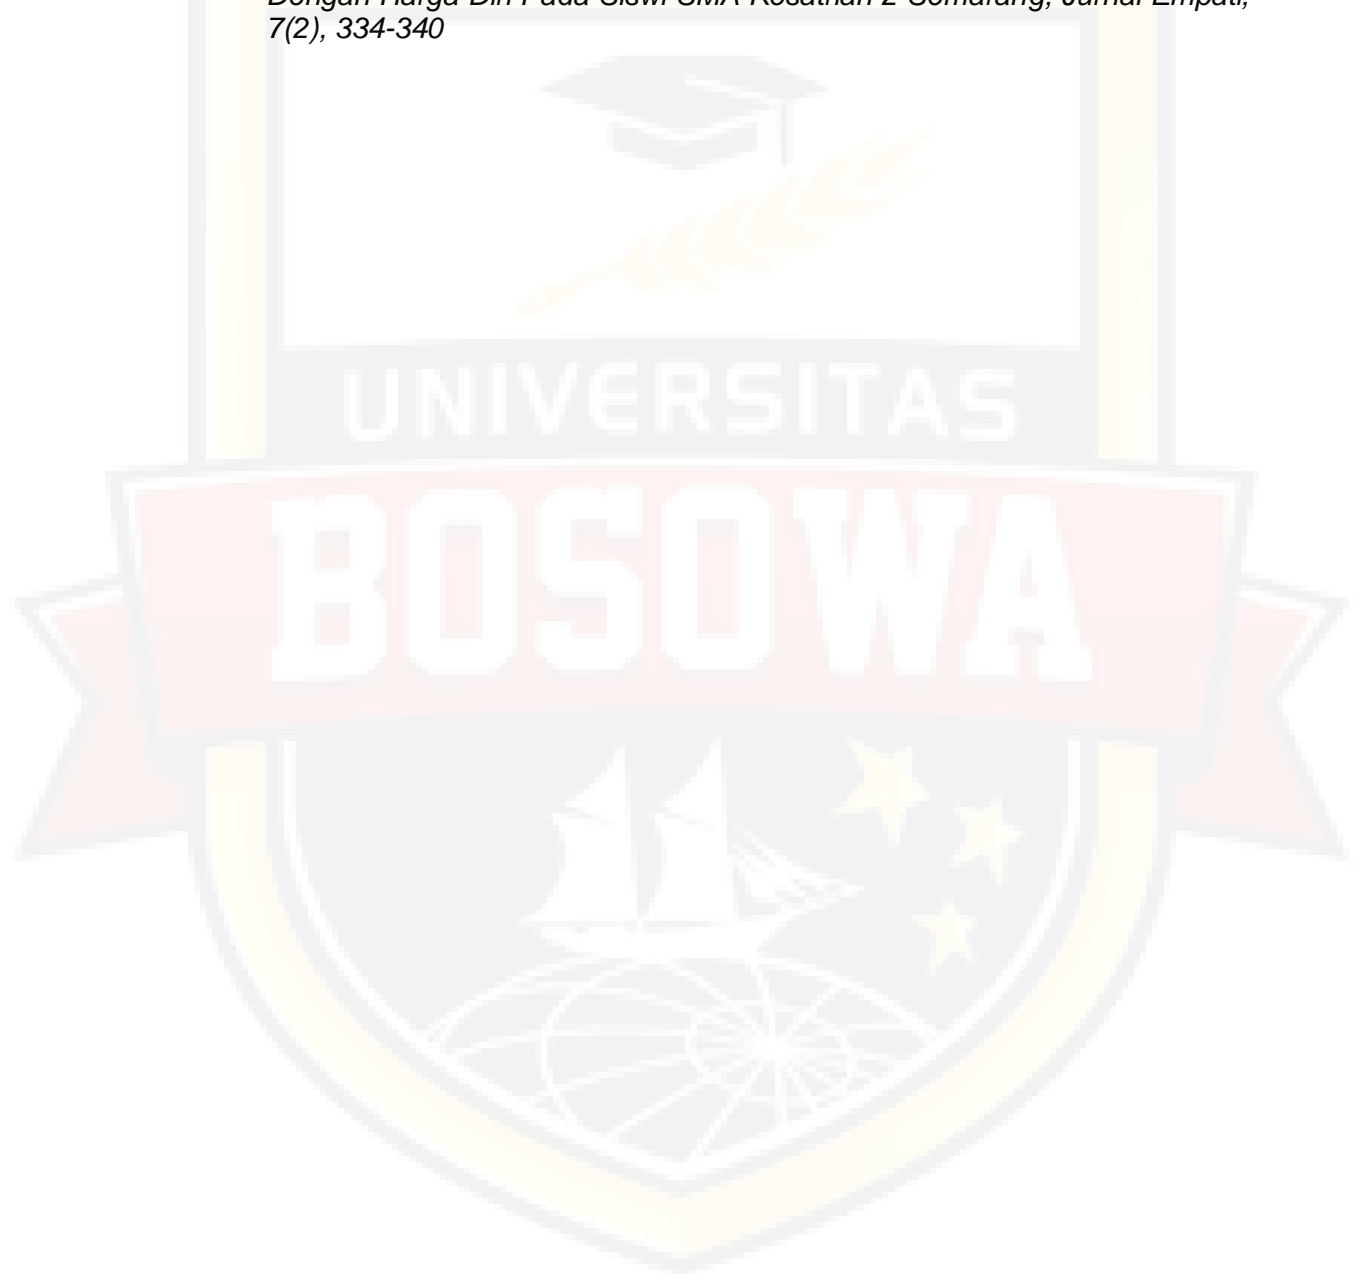 Dengan Harga Diri Pada Siswi SMA Kesatrian 2 Semarang, Jurnal Empati,
7(2), 334-340
UNIVERSITAS
BOSOWA